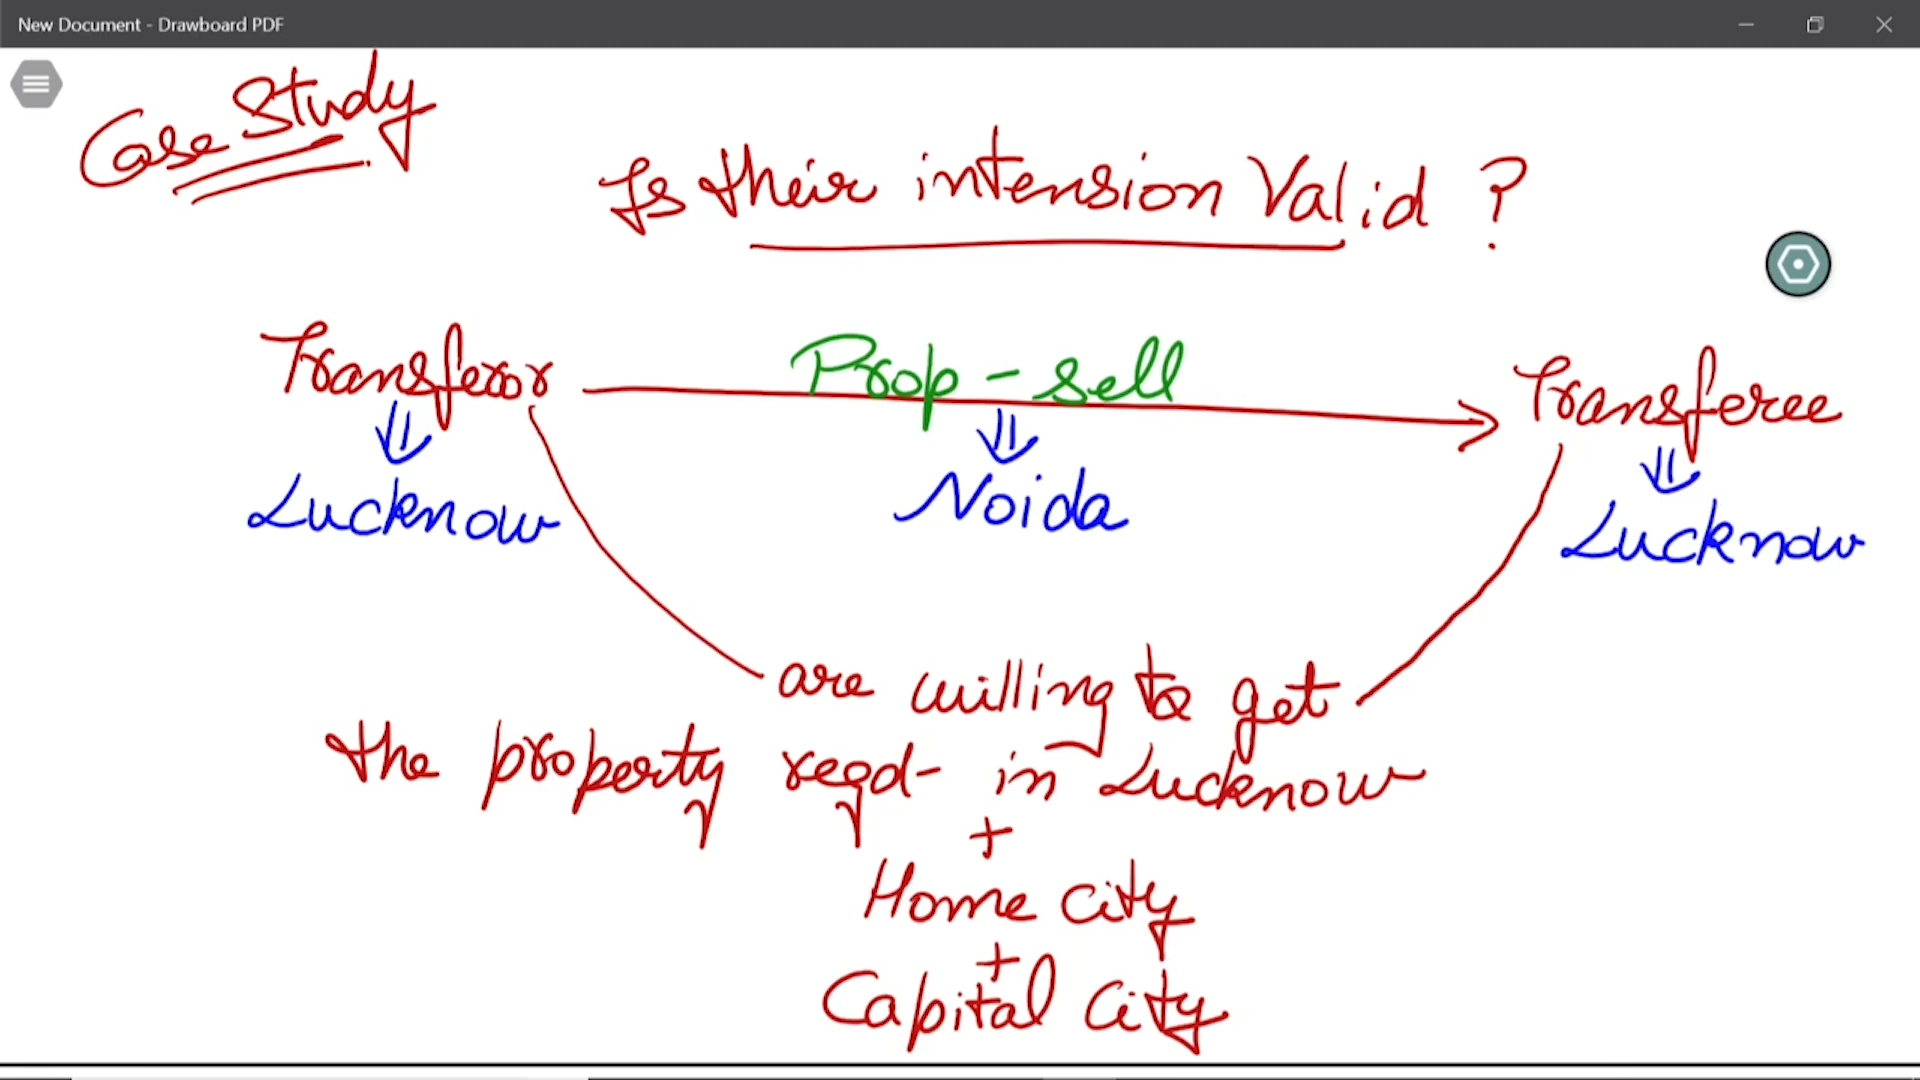 New Document - Drawboard PDF
Case Study
Is their intension Valid ?
Transferor Prop - sell Transferee
Lucknow Noida Lucknow
are willing to get
the property regd- in Lucknow
+
Home City
+
Capital City